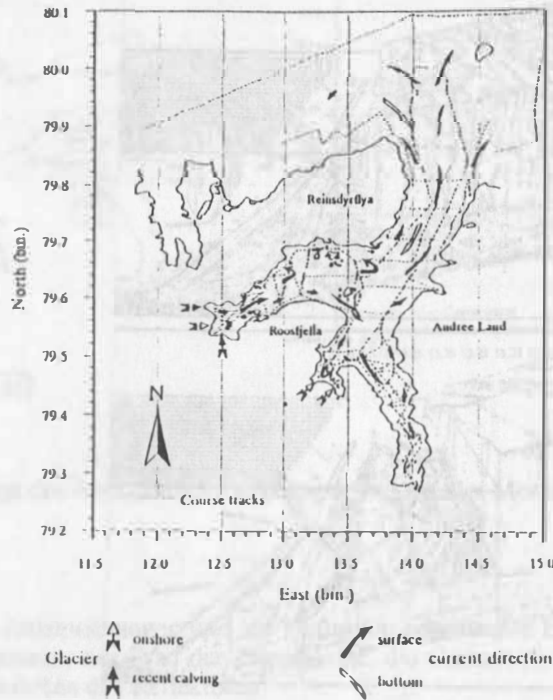 80.1
80.0
79.9
79.8
79.7
79.6
79.5
79.4
79.3
79.2
North (bin.)
Reinsdyrflya
Roosfjella
Andree Land
N
Course tracks
11.5 12.0 12.5 13.0 13.5 14.0 14.5 15.0
East (bin.)
Glacier
onshore
recent calving
surface
current direction
bottom